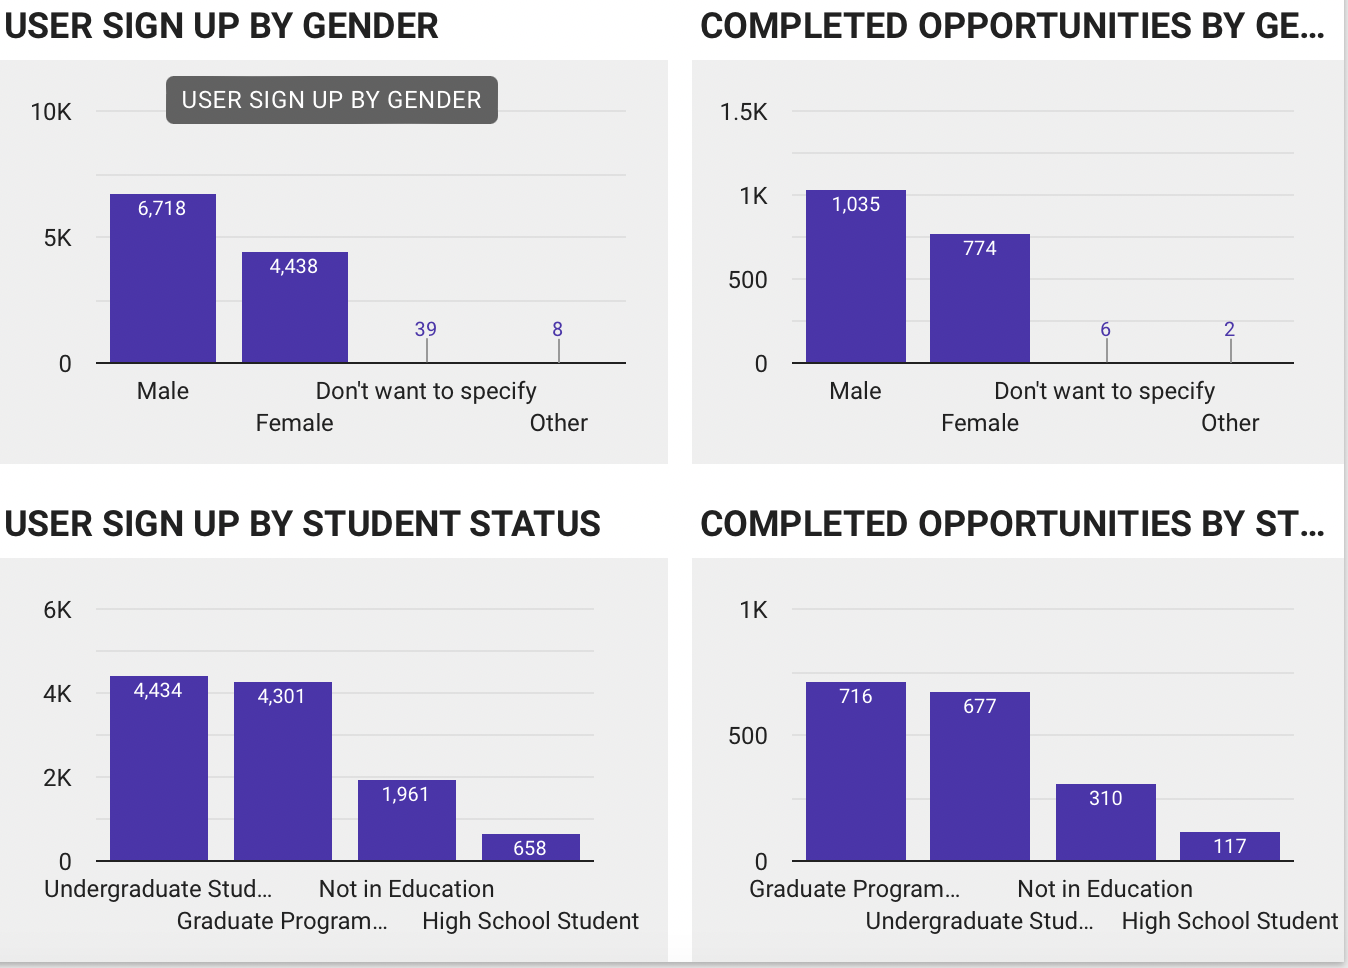 USER SIGN UP BY GENDER
USER SIGN UP BY GENDER
10K
5K
0
6,718
4,438
39
8
Male
Don't want to specify
Female
Other
COMPLETED OPPORTUNITIES BY GE...
1.5K
1K
500
0
1,035
774
6
2
Male
Don't want to specify
Female
Other
USER SIGN UP BY STUDENT STATUS
6K
4K
2K
0
4,434
4,301
1,961
658
Undergraduate Stud...
Not in Education
Graduate Program...
High School Student
COMPLETED OPPORTUNITIES BY ST...
1K
500
0
716
677
310
117
Graduate Program...
Not in Education
Undergraduate Stud...
High School Student